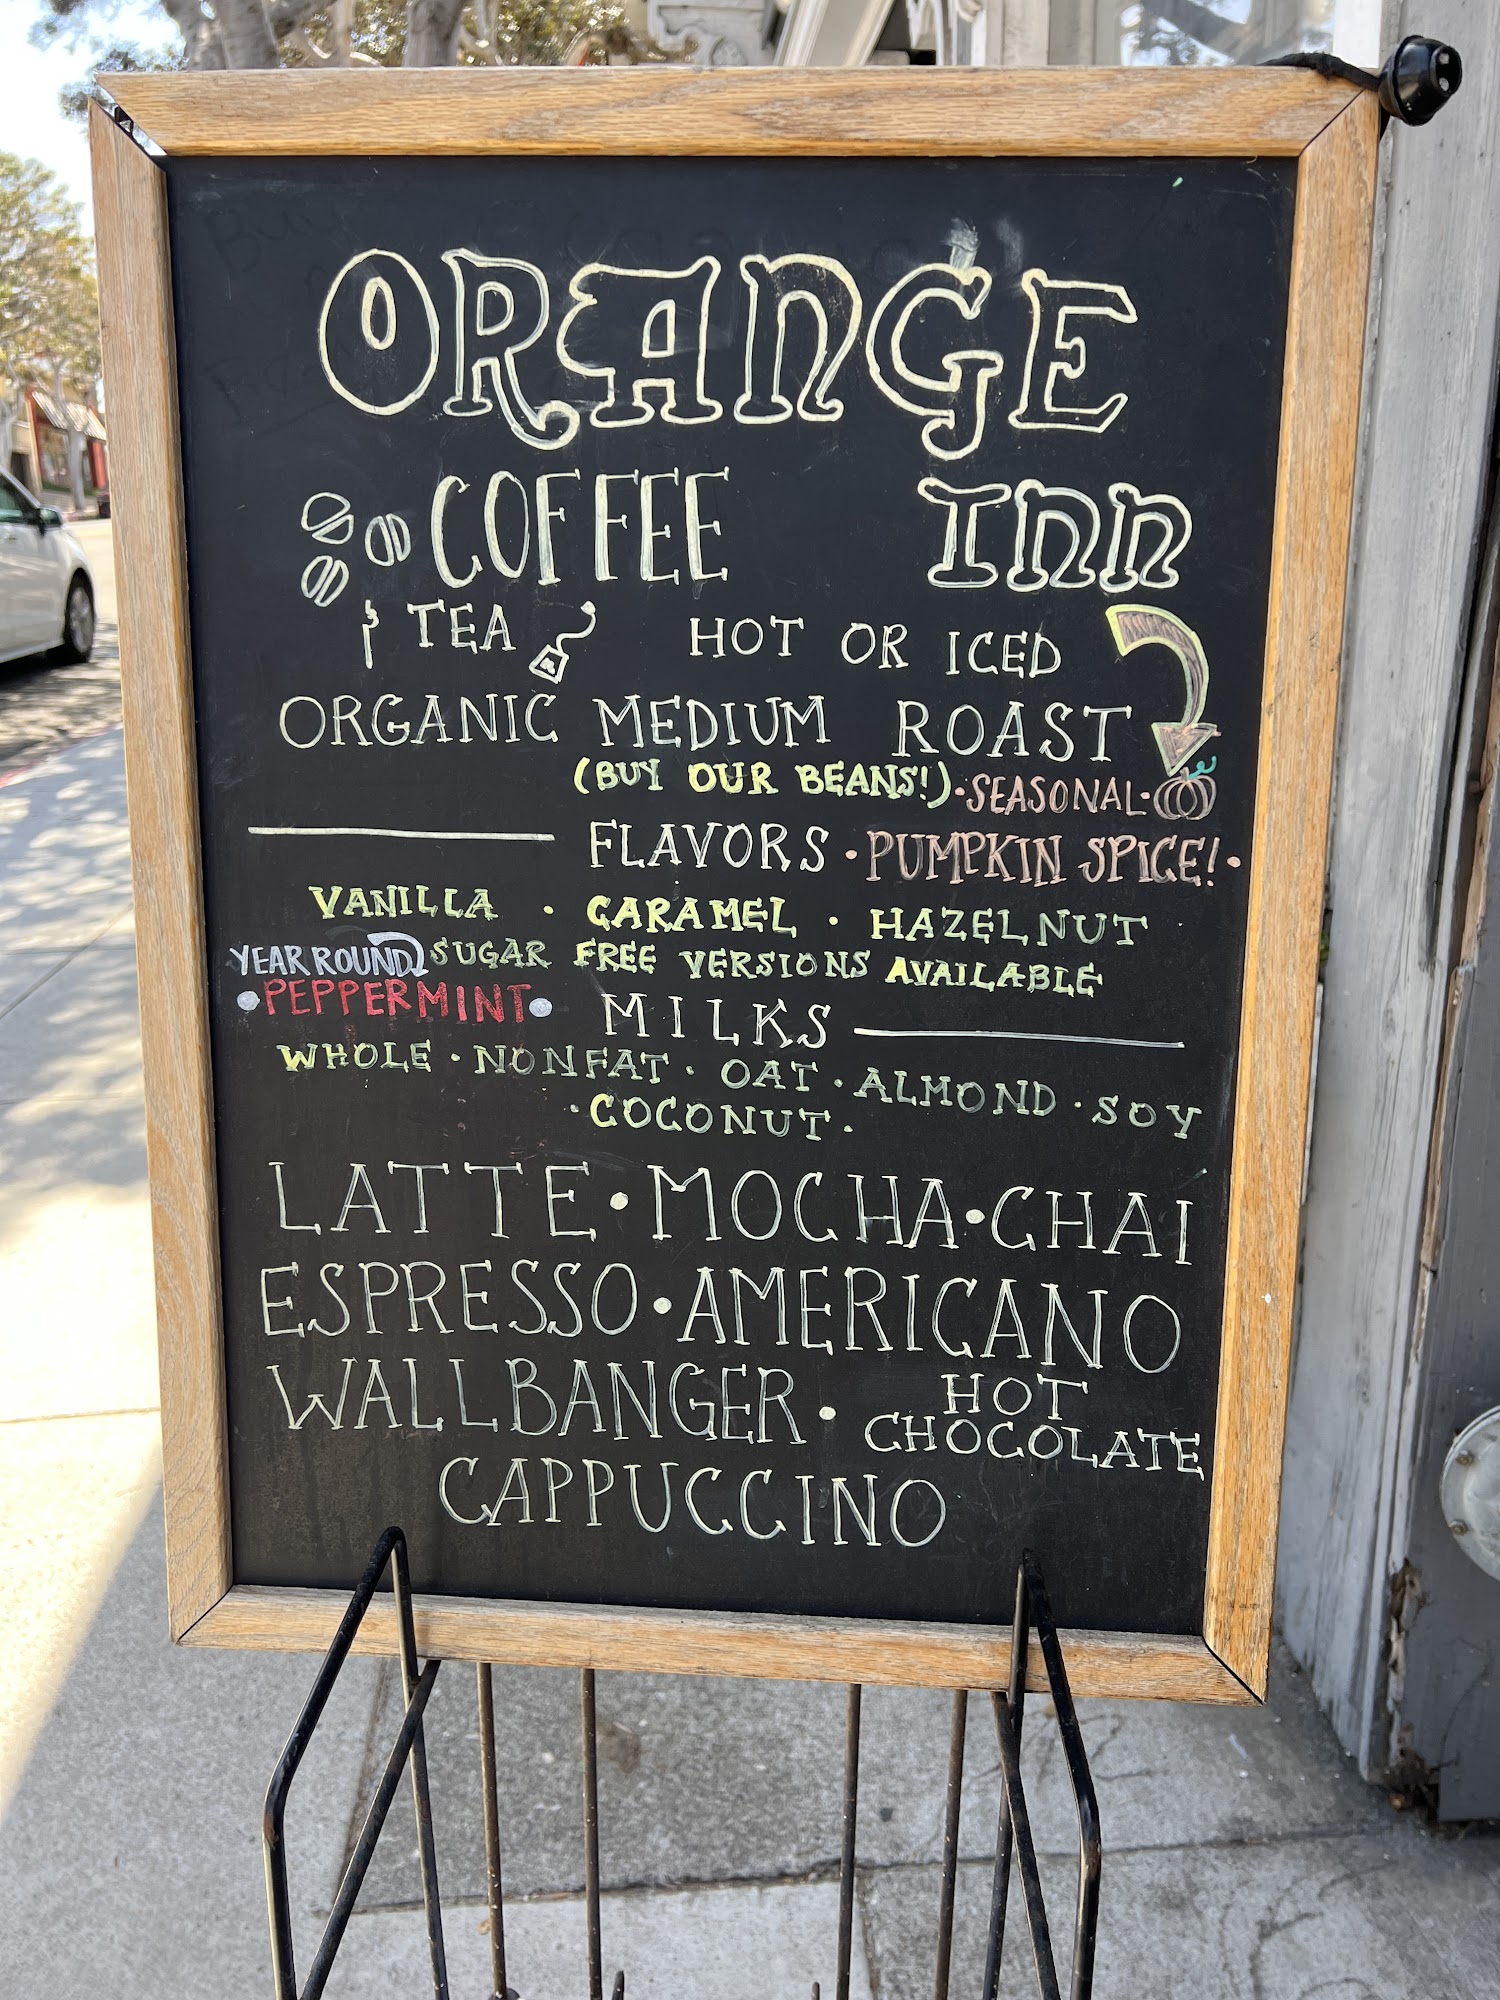 ORANGE
COFFEE INN
& TEA HOT OR ICED
ORGANIC MEDIUM ROAST
(BUY OUR BEANS!) · SEASONAL ·
FLAVORS · PUMPKIN SPICE! ·
VANILLA · CARAMEL · HAZELNUT
YEAR ROUND SUGAR FREE VERSIONS AVAILABLE
• PEPPERMINT • MILKS
WHOLE · NONFAT · OAT · ALMOND · SOY
· COCONUT ·
LATTE • MOCHA • CHAI
ESPRESSO • AMERICANO
WALLBANGER • HOT
CHOCOLATE
CAPPUCCINO